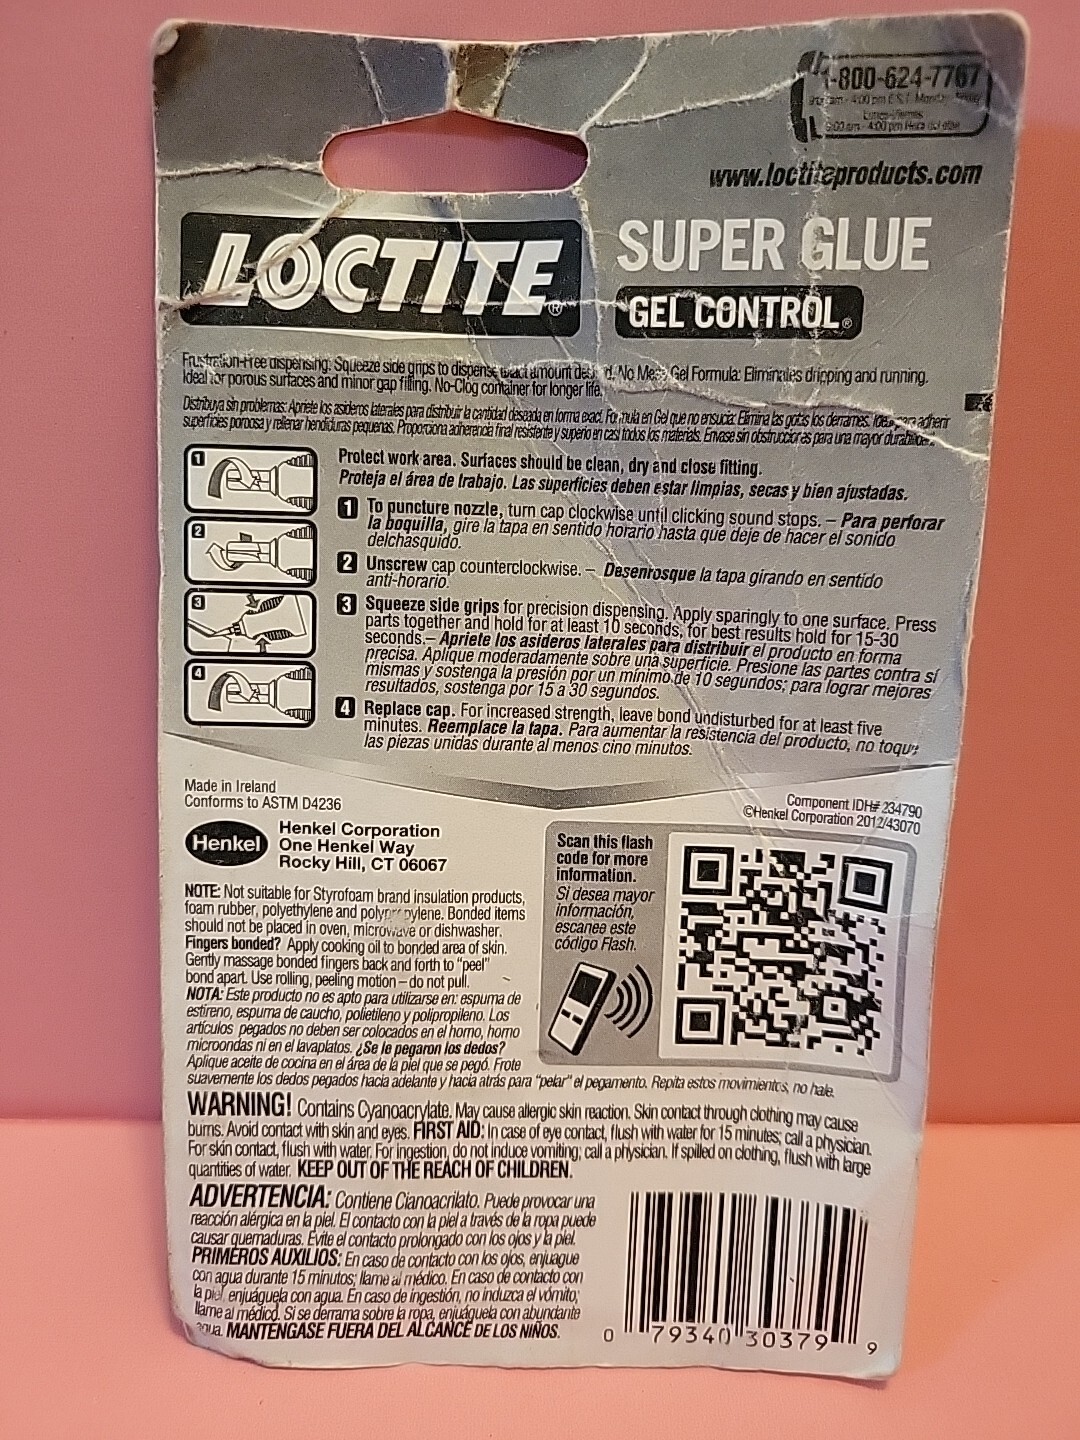 1-800-624-7767
www.loctiteproducts.com
LOCTITE®
SUPER GLUE
GEL CONTROL®
Frustration-Free dispensing: Squeeze side grips to dispense exact amount desired. No Mess Gel Formula: Eliminates dripping and running.
Ideal for porous surfaces and minor gap filling. No-Clog container for longer life.
Distribuya sin problemas: Apriete los asideros laterales para distribuir la cantidad deseada en forma exact. Formula en Gel que no ensucia: Elimina las gotas los derrames. Ideal para adherir
superficies porosa y rellenar hendiduras pequenas. Proporciona adherencia final resistente y superio en casi todos los materials. Envase sin obstruccior as para una mayor
Protect work area. Surfaces should be clean, dry and close fitting.
Proteja el área de trabajo. Las superficies deben estar limpias, secas y bien ajustadas.
1
1 To puncture nozzle, turn cap clockwise until clicking sound stops. – Para perforar
la boquilla, gire la tapa en sentido horario hasta que deje de hacer el sonido
delchasquido.
2
2 Unscrew cap counterclockwise. – Desenrosque la tapa girando en sentido
anti-horario.
3
3 Squeeze side grips for precision dispensing. Apply sparingly to one surface. Press
parts together and hold for at least 10 seconds, for best results hold for 15-30
seconds.– Apriete los asideros laterales para distribuir el producto en forma
precisa. Aplique moderadamente sobre una superficie. Presione las partes contra sí
mismas y sostenga la presión por un mínimo de 10 segundos; para lograr mejores
resultados, sostenga por 15 a 30 segundos.
4
4 Replace cap. For increased strength, leave bond undisturbed for at least five
minutes. Reemplace la tapa. Para aumentar la resistencia del producto, no toque
las piezas unidas durante al menos cino minutos.
Made in Ireland
Conforms to ASTM D4236
Component IDH# 234790
©Henkel Corporation 2012/43070
Henkel
Henkel Corporation
One Henkel Way
Rocky Hill, CT 06067
Scan this flash
code for more
information.
Si desea mayor
información,
escanee este
código Flash.
NOTE: Not suitable for Styrofoam brand insulation products,
foam rubber, polyethylene and polypropylene. Bonded items
should not be placed in oven, microwave or dishwasher.
Fingers bonded? Apply cooking oil to bonded area of skin.
Gently massage bonded fingers back and forth to "peel"
bond apart. Use rolling, peeling motion – do not pull.
NOTA: Este producto no es apto para utilizarse en: espuma de
estireno, espuma de caucho, polietileno y polipropileno. Los
artículos pegados no deben ser colocados en el horno, horno
microondas ni en el lavaplatos. ¿Se le pegaron los dedos?
Aplique aceite de cocina en el área de la piel que se pegó. Frote
suavemente los dedos pegados hacia adelante y hacia atrás para "pelar" el pegamento. Repita estos movimientos, no hale.
WARNING! Contains Cyanoacrylate. May cause allergic skin reaction. Skin contact through clothing may cause
burns. Avoid contact with skin and eyes. FIRST AID: In case of eye contact, flush with water for 15 minutes; call a physician.
For skin contact, flush with water. For ingestion, do not induce vomiting; call a physician. If spilled on clothing, flush with large
quantities of water. KEEP OUT OF THE REACH OF CHILDREN.
ADVERTENCIA: Contiene Cianoacrilato. Puede provocar una
reacción alérgica en la piel. El contacto con la piel a través de la ropa puede
causar quemaduras. Evite el contacto prolongado con los ojos y la piel.
PRIMEROS AUXILIOS: En caso de contacto con los ojos, enjuague
con agua durante 15 minutos; llame al médico. En caso de contacto con
la piel, enjuáguela con agua. En caso de ingestión, no induzca el vómito;
llame al médico. Si se derrama sobre la ropa, enjuáguela con abundante
agua. MANTÉNGASE FUERA DEL ALCANCE DE LOS NIÑOS.
0 79340 30379 9